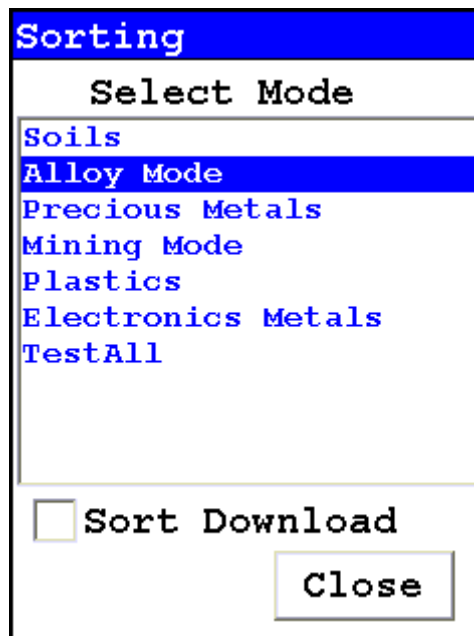 Sorting
Select Mode
Soils
Alloy Mode
Precious Metals
Mining Mode
Plastics
Electronics Metals
TestAll
Sort Download
Close